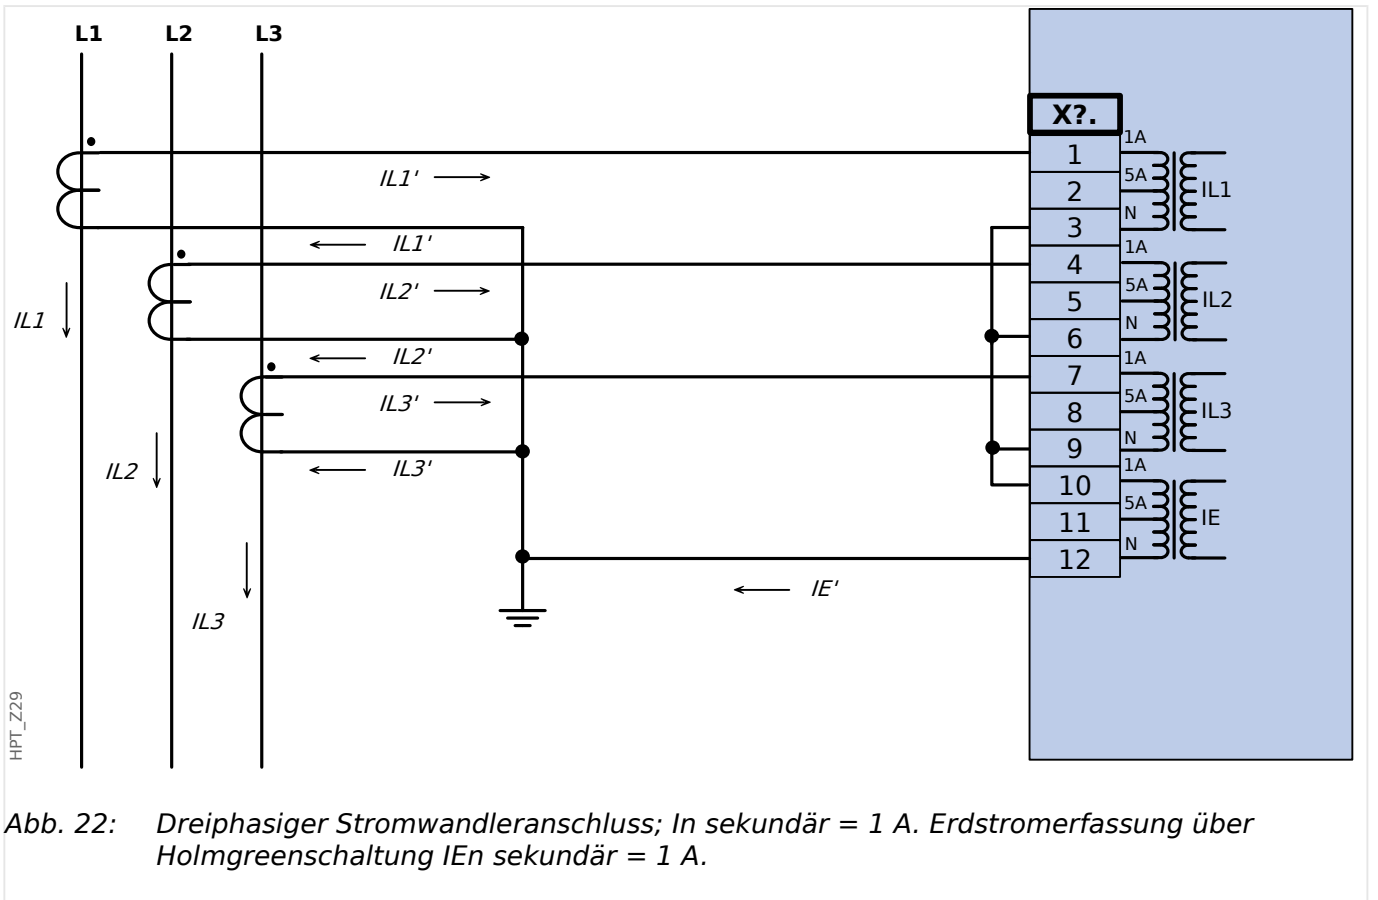 L1 L2 L3
X?.
1A
1
IL1'
5A
2
IL1
N
3
IL1'
1A
4
IL2'
5A
5
IL2
IL1
N
6
IL2'
1A
7
IL3'
5A
8
IL3
N
9
IL3'
IL2
1A
10
5A
11
IE
N
12
IE'
IL3
HPT_Z29
Abb. 22: Dreiphasiger Stromwandleranschluss; In sekundär = 1 A. Erdstromerfassung über
Holmgreenschaltung IEn sekundär = 1 A.